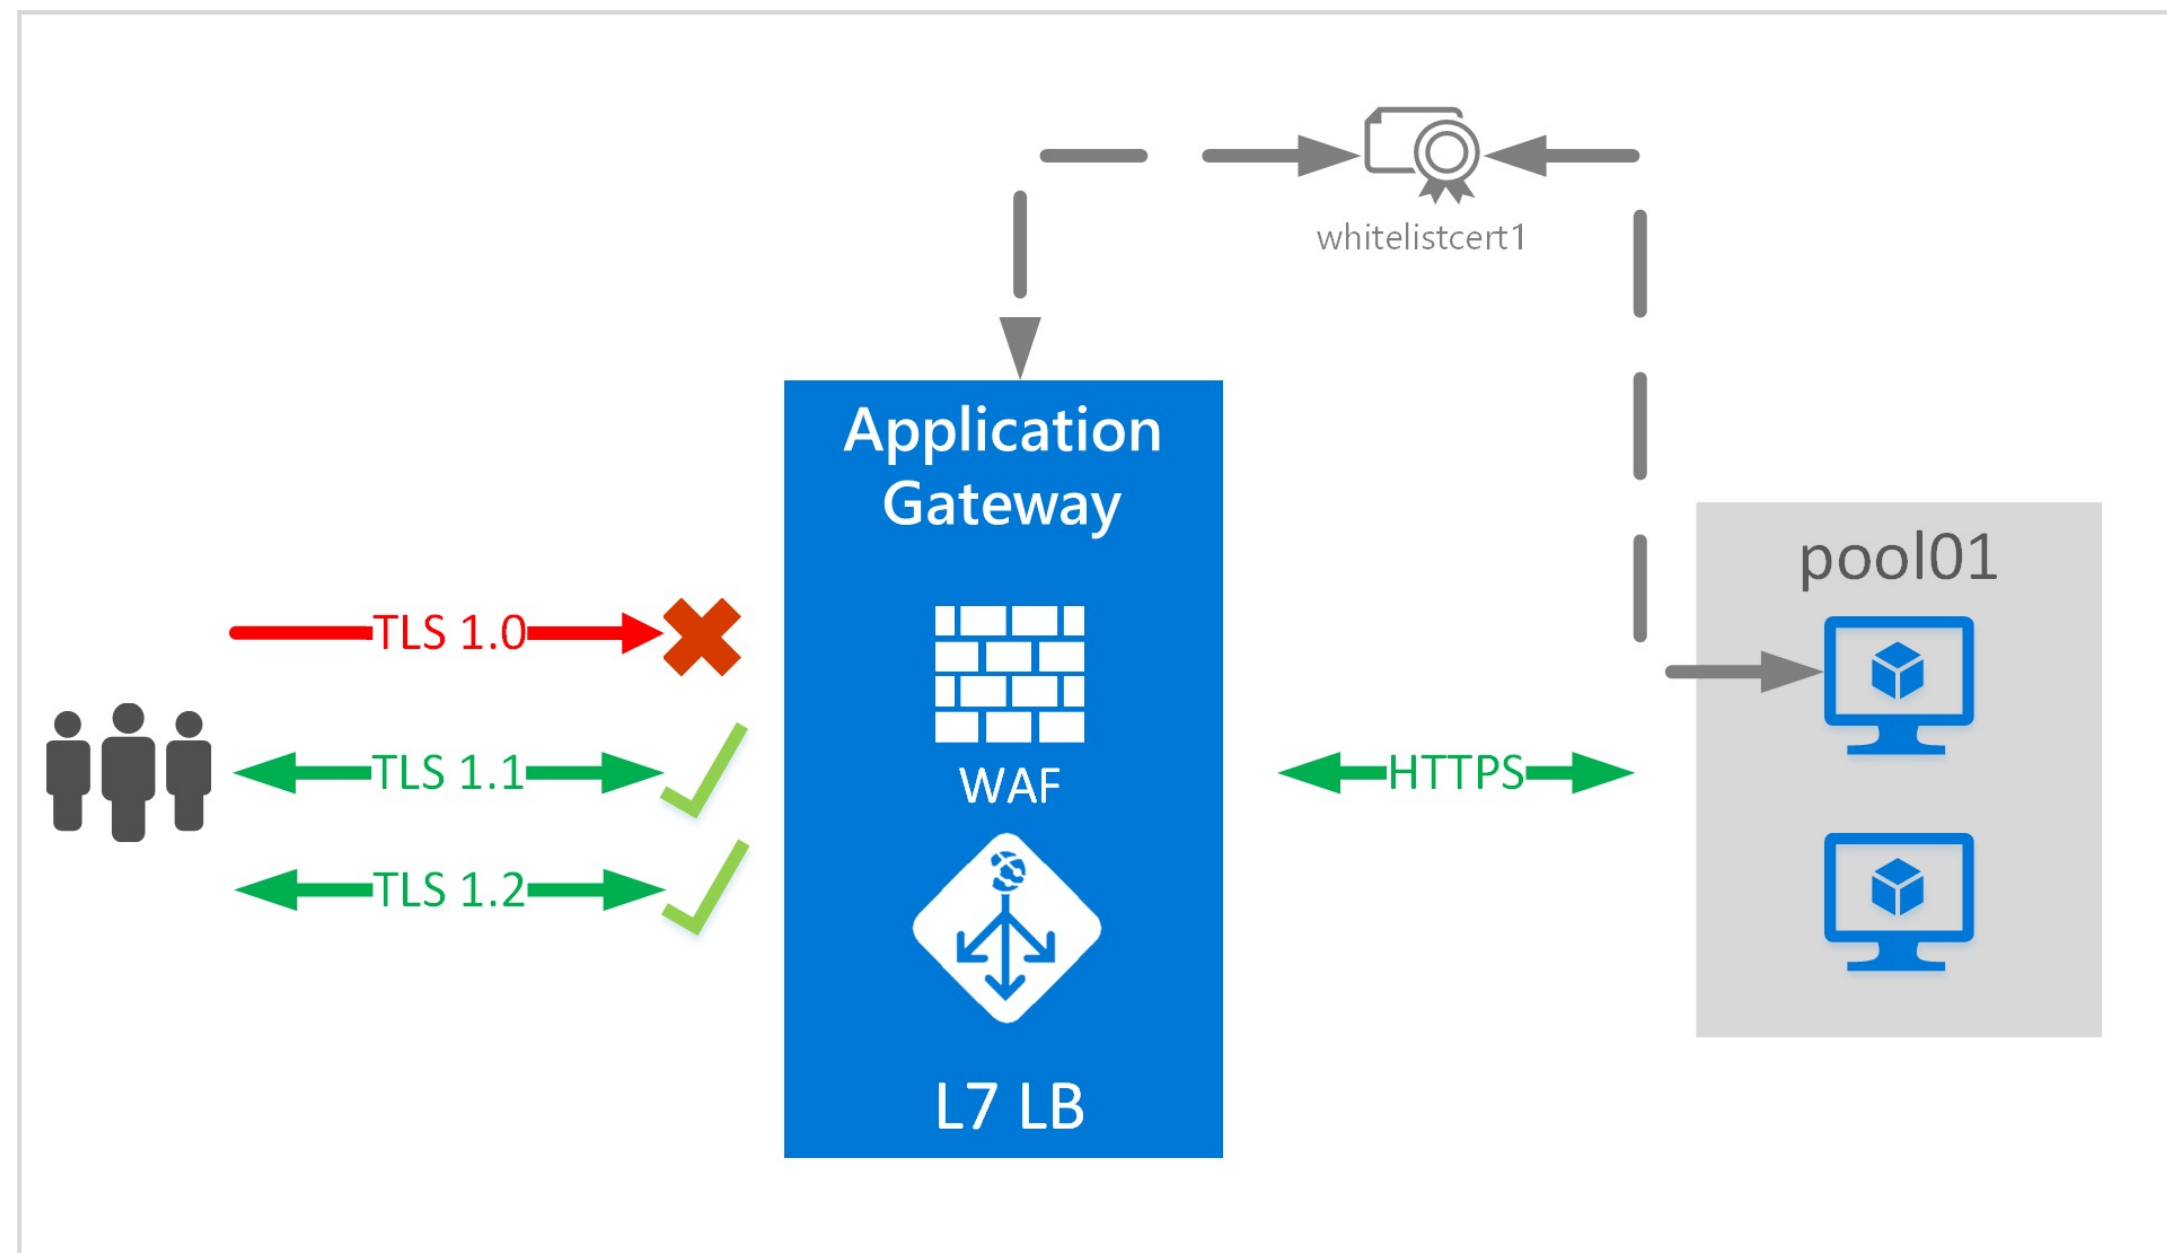 whitelistcert1
Application
Gateway
pool01
TLS 1.0
TLS 1.1
WAF
HTTPS
TLS 1.2
L7 LB